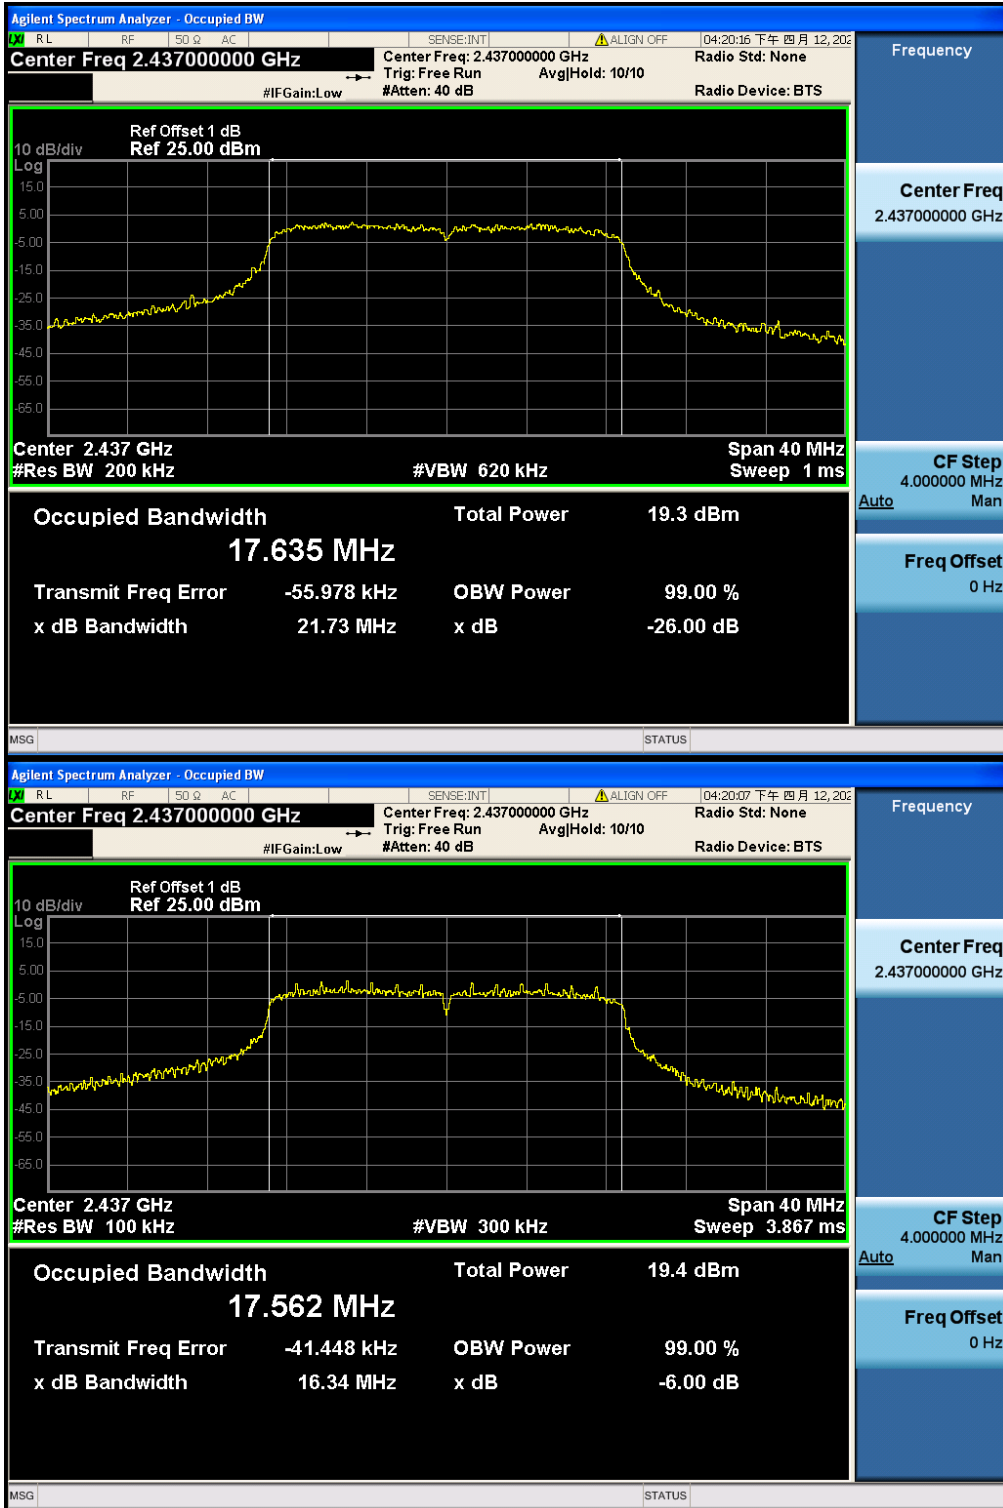 Agilent Spectrum Analyzer - Occupied BW
LXI RL RF 50 Ω AC SENSE:INT ALIGN OFF 04:20:16 下午 四月 12, 202
Center Freq 2.437000000 GHz
Center Freq: 2.437000000 GHz Radio Std: None
Trig: Free Run Avg|Hold: 10/10
#IFGain:Low #Atten: 40 dB Radio Device: BTS
Frequency
Ref Offset 1 dB
10 dB/div Ref 25.00 dBm
Log
15.0
5.00
-5.00
-15.0
-25.0
-35.0
-45.0
-55.0
-65.0
Center 2.437 GHz Span 40 MHz
#Res BW 200 kHz #VBW 620 kHz Sweep 1 ms
Occupied Bandwidth Total Power 19.3 dBm
17.635 MHz
Transmit Freq Error -55.978 kHz OBW Power 99.00 %
x dB Bandwidth 21.73 MHz x dB -26.00 dB
Center Freq
2.437000000 GHz
CF Step
4.000000 MHz
Auto Man
Freq Offset
0 Hz
MSG STATUS
Agilent Spectrum Analyzer - Occupied BW
LXI RL RF 50 Ω AC SENSE:INT ALIGN OFF 04:20:07 下午 四月 12, 202
Center Freq 2.437000000 GHz
Center Freq: 2.437000000 GHz Radio Std: None
Trig: Free Run Avg|Hold: 10/10
#IFGain:Low #Atten: 40 dB Radio Device: BTS
Frequency
Ref Offset 1 dB
10 dB/div Ref 25.00 dBm
Log
15.0
5.00
-5.00
-15.0
-25.0
-35.0
-45.0
-55.0
-65.0
Center 2.437 GHz Span 40 MHz
#Res BW 100 kHz #VBW 300 kHz Sweep 3.867 ms
Occupied Bandwidth Total Power 19.4 dBm
17.562 MHz
Transmit Freq Error -41.448 kHz OBW Power 99.00 %
x dB Bandwidth 16.34 MHz x dB -6.00 dB
Center Freq
2.437000000 GHz
CF Step
4.000000 MHz
Auto Man
Freq Offset
0 Hz
MSG STATUS